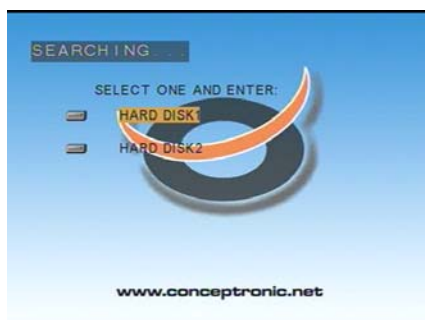 SEARCHING...
SELECT ONE AND ENTER:
HARD DISK1
HARD DISK2
www.conceptronic.net